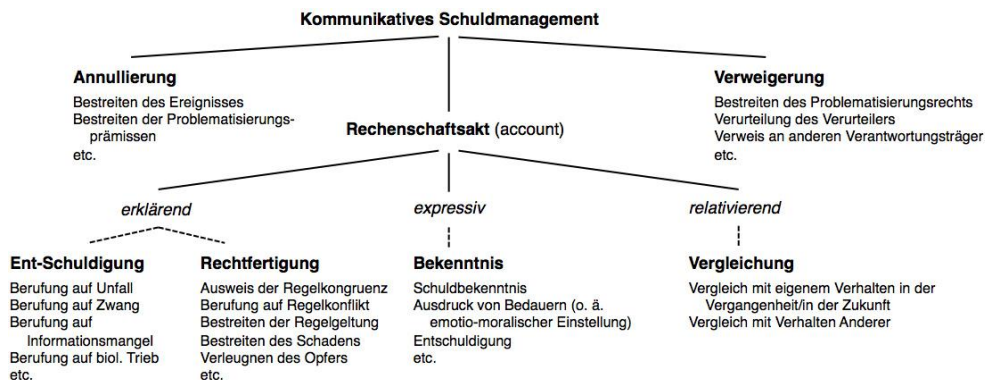 Kommunikatives Schuldmanagement
Annullierung
Bestreiten des Ereignisses
Bestreiten der Problematisierungs-
prämissen
etc.
Rechenschaftsakt (account)
Verweigerung
Bestreiten des Problematisierungsrechts
Verurteilung des Verurteilers
Verweis an anderen Verantwortungsträger
etc.
erklärend
expressiv
relativierend
Ent-Schuldigung
Berufung auf Unfall
Berufung auf Zwang
Berufung auf
Informationsmangel
Berufung auf biol. Trieb
etc.
Rechtfertigung
Ausweis der Regelkongruenz
Berufung auf Regelkonflikt
Bestreiten der Regelgeltung
Bestreiten des Schadens
Verleugnen des Opfers
etc.
Bekenntnis
Schuldbekenntnis
Ausdruck von Bedauern (o. ä.
emotio-moralischer Einstellung)
Entschuldigung
etc.
Vergleichung
Vergleich mit eigenem Verhalten in der
Vergangenheit/in der Zukunft
Vergleich mit Verhalten Anderer